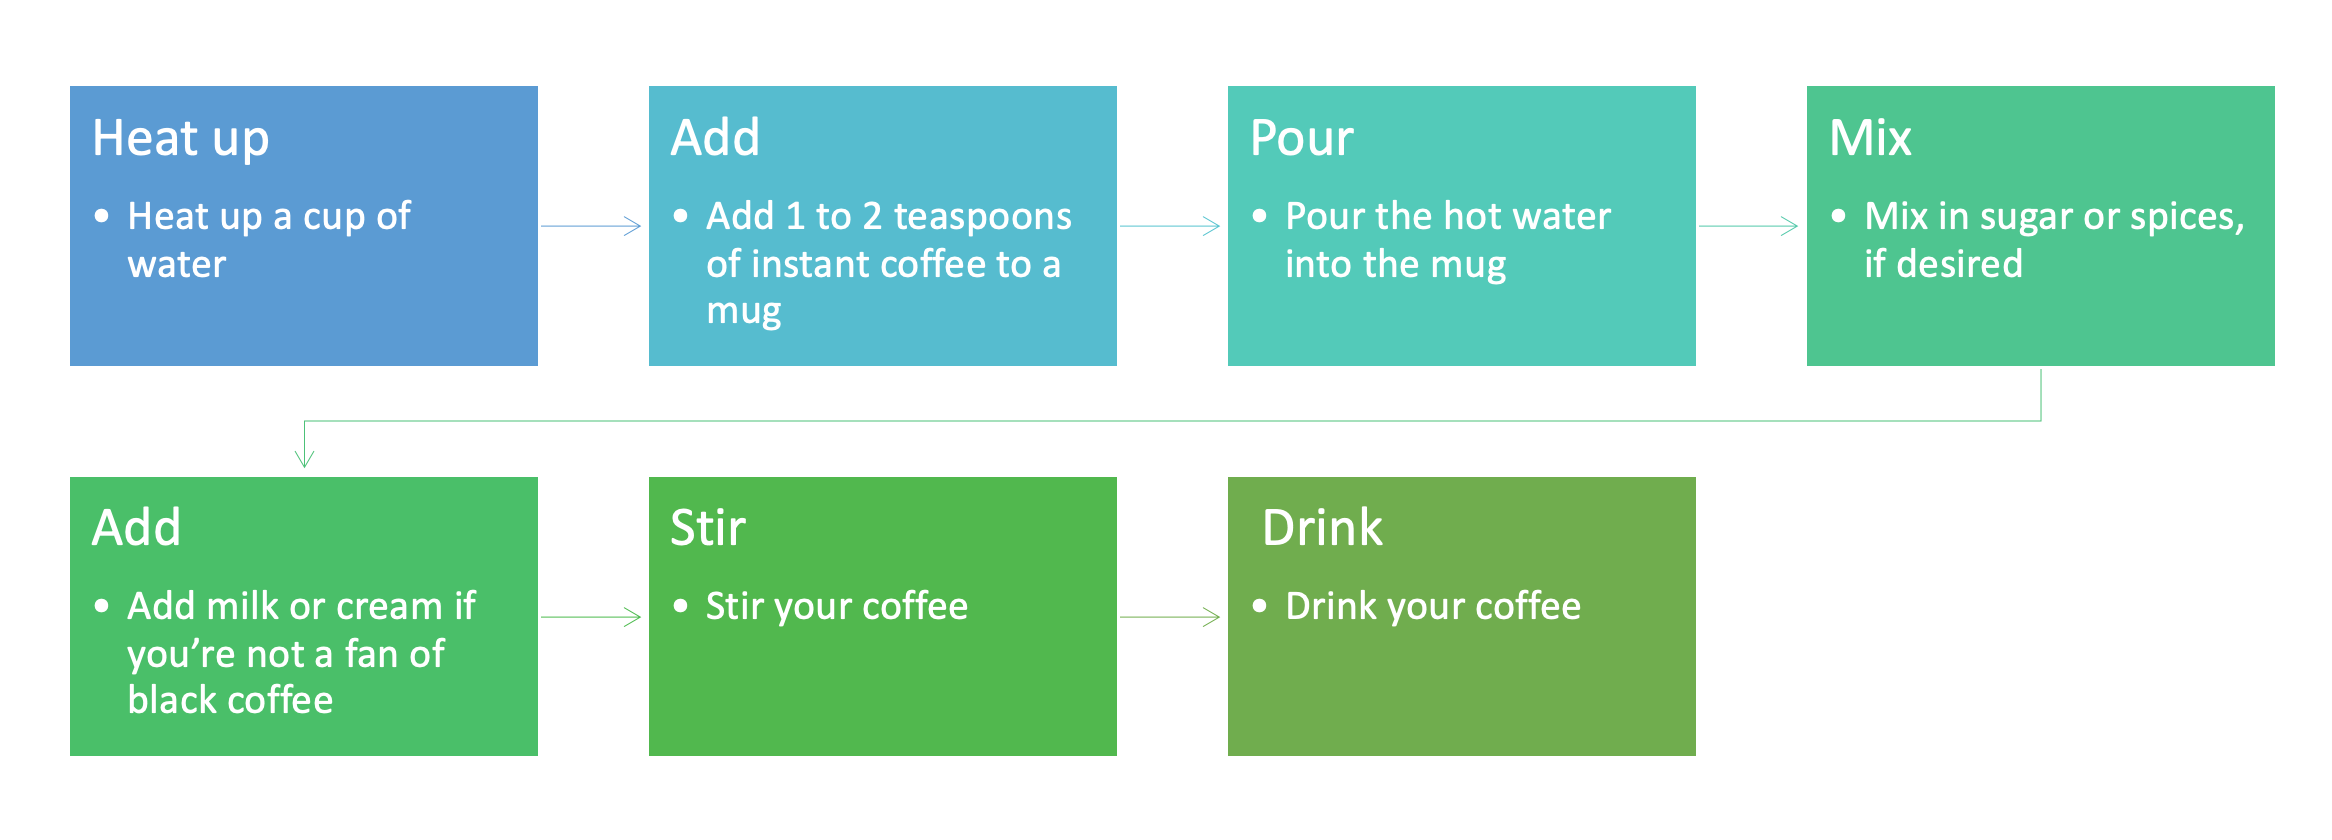 Heat up
• Heat up a cup of
water
Add
• Add 1 to 2 teaspoons
of instant coffee to a
mug
Pour
• Pour the hot water
into the mug
Mix
• Mix in sugar or spices,
if desired
Add
• Add milk or cream if
you’re not a fan of
black coffee
Stir
• Stir your coffee
Drink
• Drink your coffee